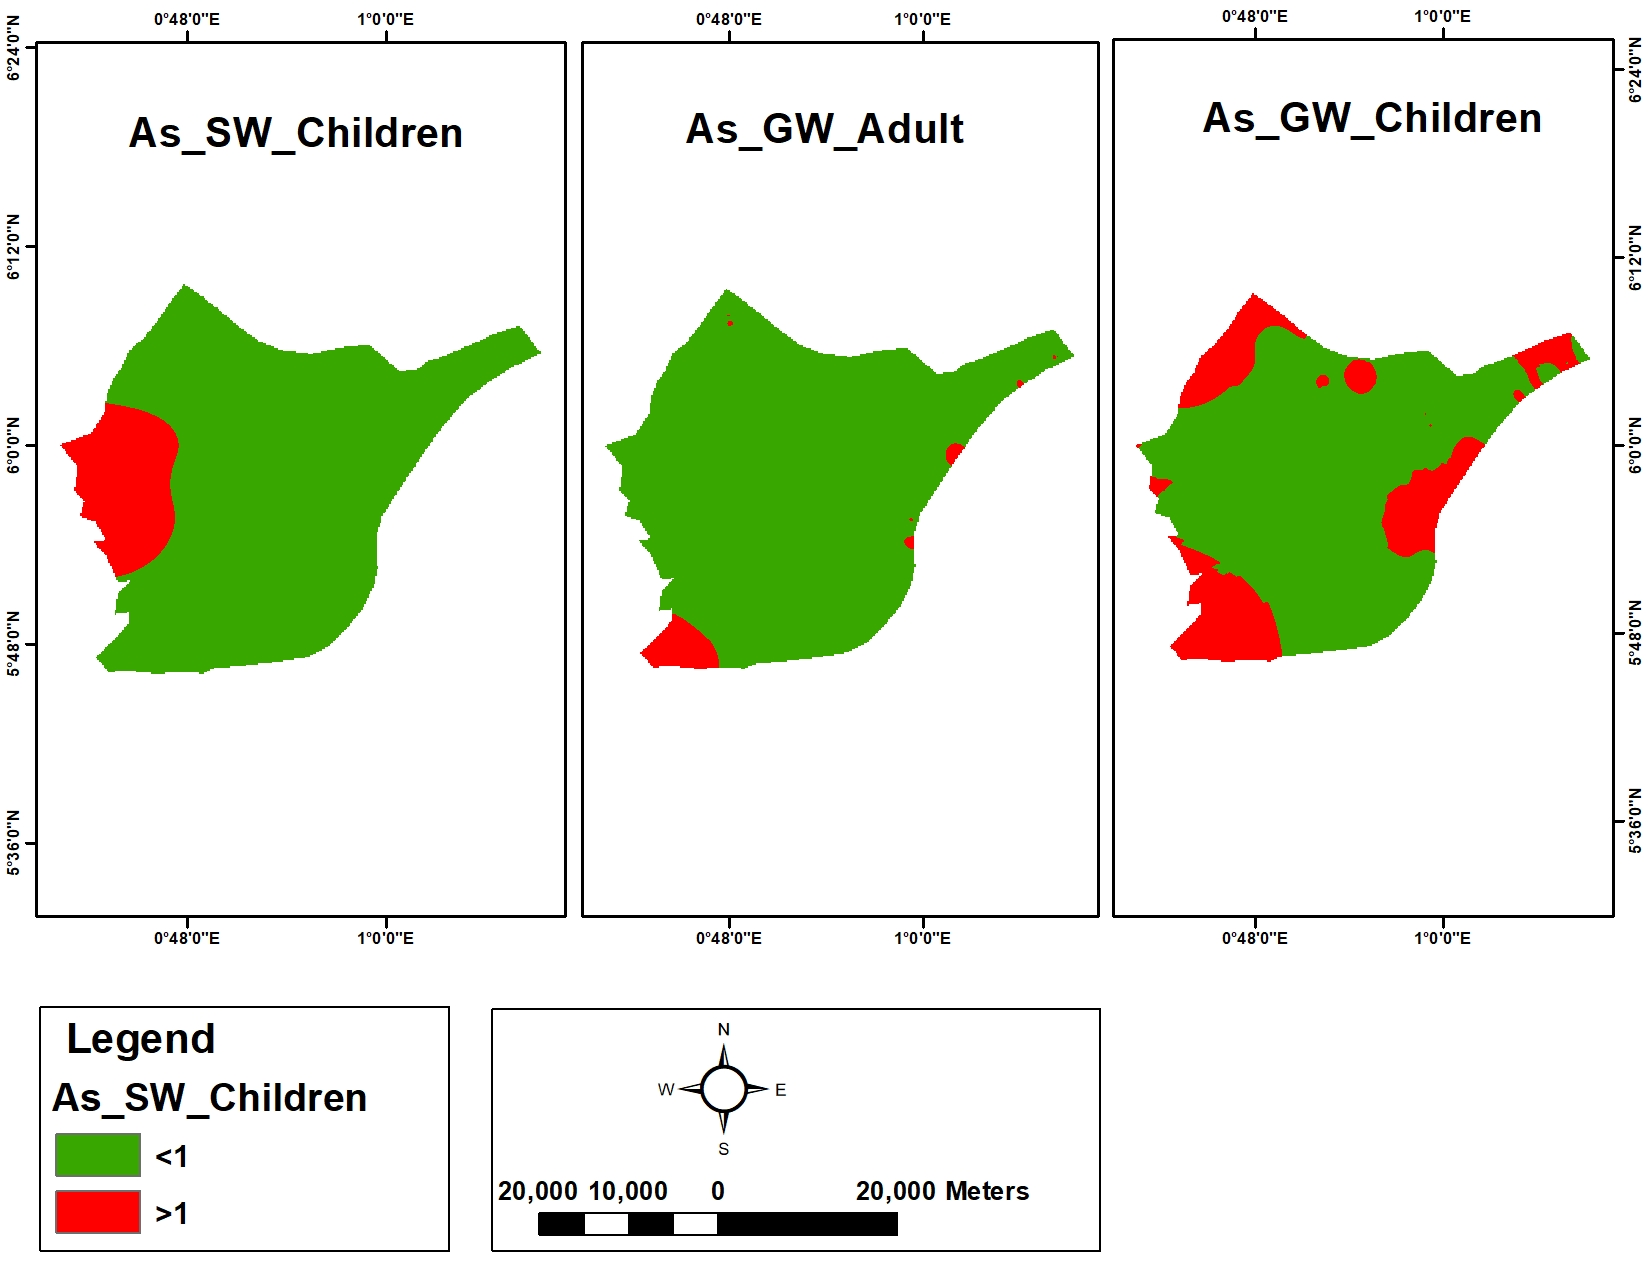 0°48'0"E 1°0'0"E 0°48'0"E 1°0'0"E 0°48'0"E 1°0'0"E
6°24'0"N
6°12'0"N
6°0'0"N
5°48'0"N
5°36'0"N
As_SW_Children
As_GW_Adult
As_GW_Children
6°24'0"N
6°12'0"N
6°0'0"N
5°48'0"N
5°36'0"N
0°48'0"E 1°0'0"E 0°48'0"E 1°0'0"E 0°48'0"E 1°0'0"E
Legend
As_SW_Children
<1
>1
N
W E
S
20,000 10,000 0 20,000 Meters